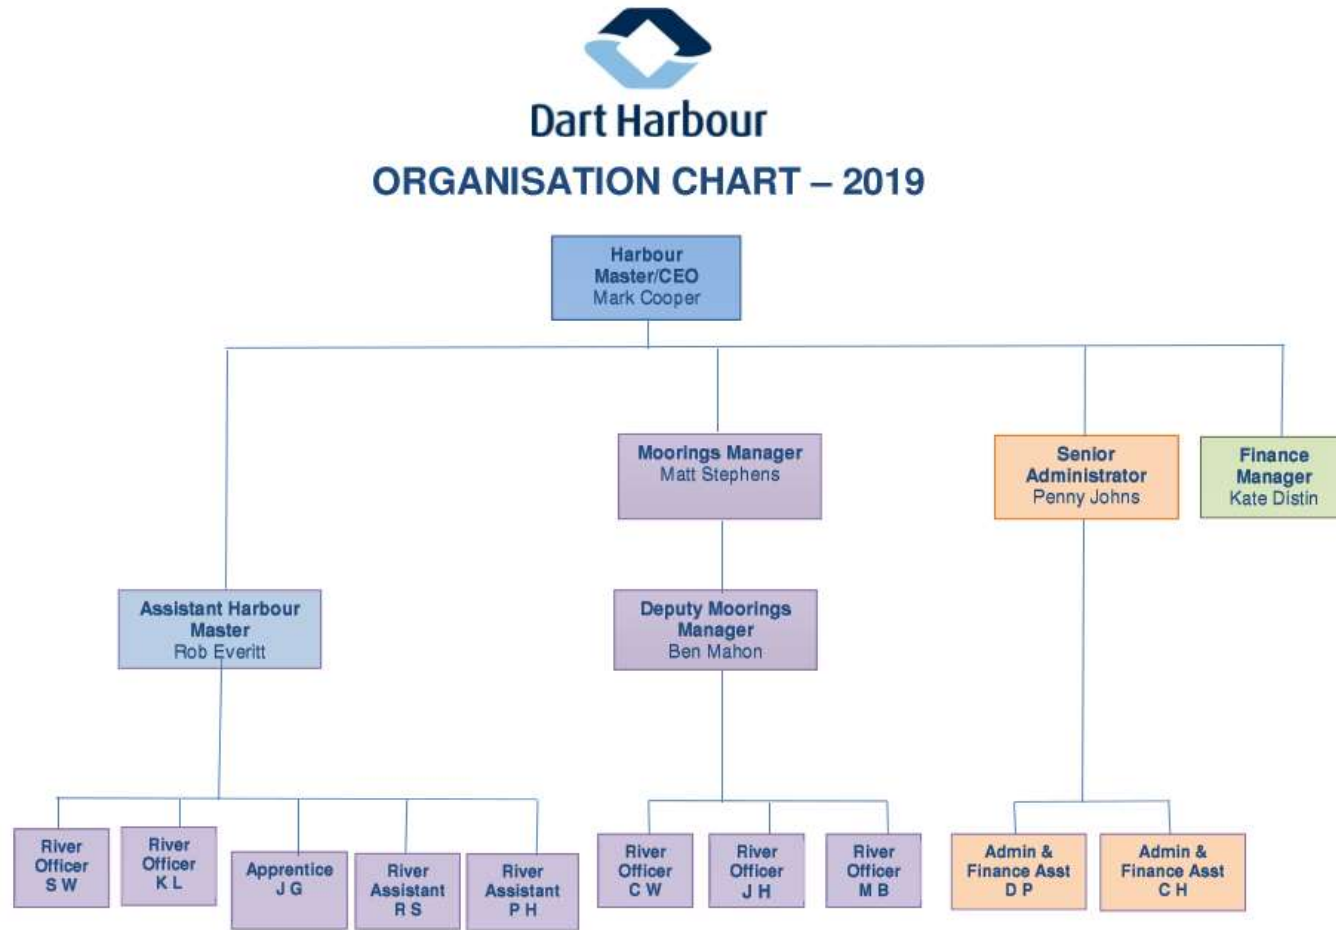 Dart Harbour
ORGANISATION CHART – 2019
Harbour
Master/CEO
Mark Cooper
Moorings Manager
Matt Stephens
Senior
Administrator
Penny Johns
Finance
Manager
Kate Distin
Assistant Harbour
Master
Rob Everitt
Deputy Moorings
Manager
Ben Mahon
River
Officer
S W
River
Officer
K L
Apprentice
J G
River
Assistant
R S
River
Assistant
P H
River
Officer
C W
River
Officer
J H
River
Officer
M B
Admin &
Finance Asst
D P
Admin &
Finance Asst
C H